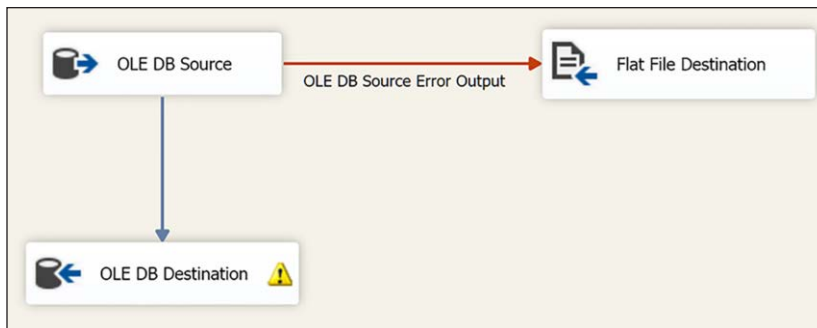 OLE DB Source
OLE DB Source Error Output
Flat File Destination
OLE DB Destination